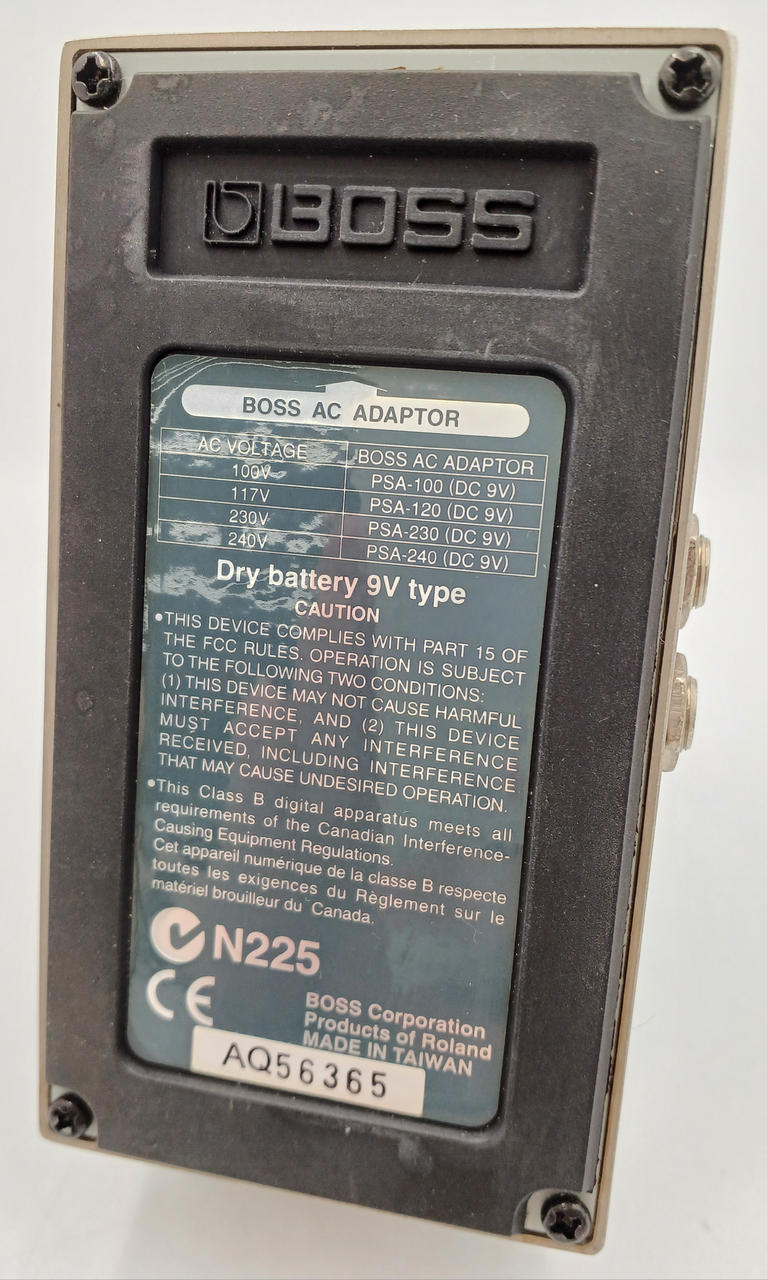 BOSS
BOSS AC ADAPTOR
AC VOLTAGE BOSS AC ADAPTOR
100V PSA-100 (DC 9V)
117V PSA-120 (DC 9V)
230V PSA-230 (DC 9V)
240V PSA-240 (DC 9V)
Dry battery 9V type
CAUTION
•THIS DEVICE COMPLIES WITH PART 15 OF
THE FCC RULES. OPERATION IS SUBJECT
TO THE FOLLOWING TWO CONDITIONS:
(1) THIS DEVICE MAY NOT CAUSE HARMFUL
INTERFERENCE, AND (2) THIS DEVICE
MUST ACCEPT ANY INTERFERENCE
RECEIVED, INCLUDING INTERFERENCE
THAT MAY CAUSE UNDESIRED OPERATION.
•This Class B digital apparatus meets all
requirements of the Canadian Interference-
Causing Equipment Regulations.
Cet appareil numérique de la classe B respecte
toutes les exigences du Règlement sur le
matériel brouilleur du Canada.
N225
CE
BOSS Corporation
Products of Roland
MADE IN TAIWAN
AQ56365